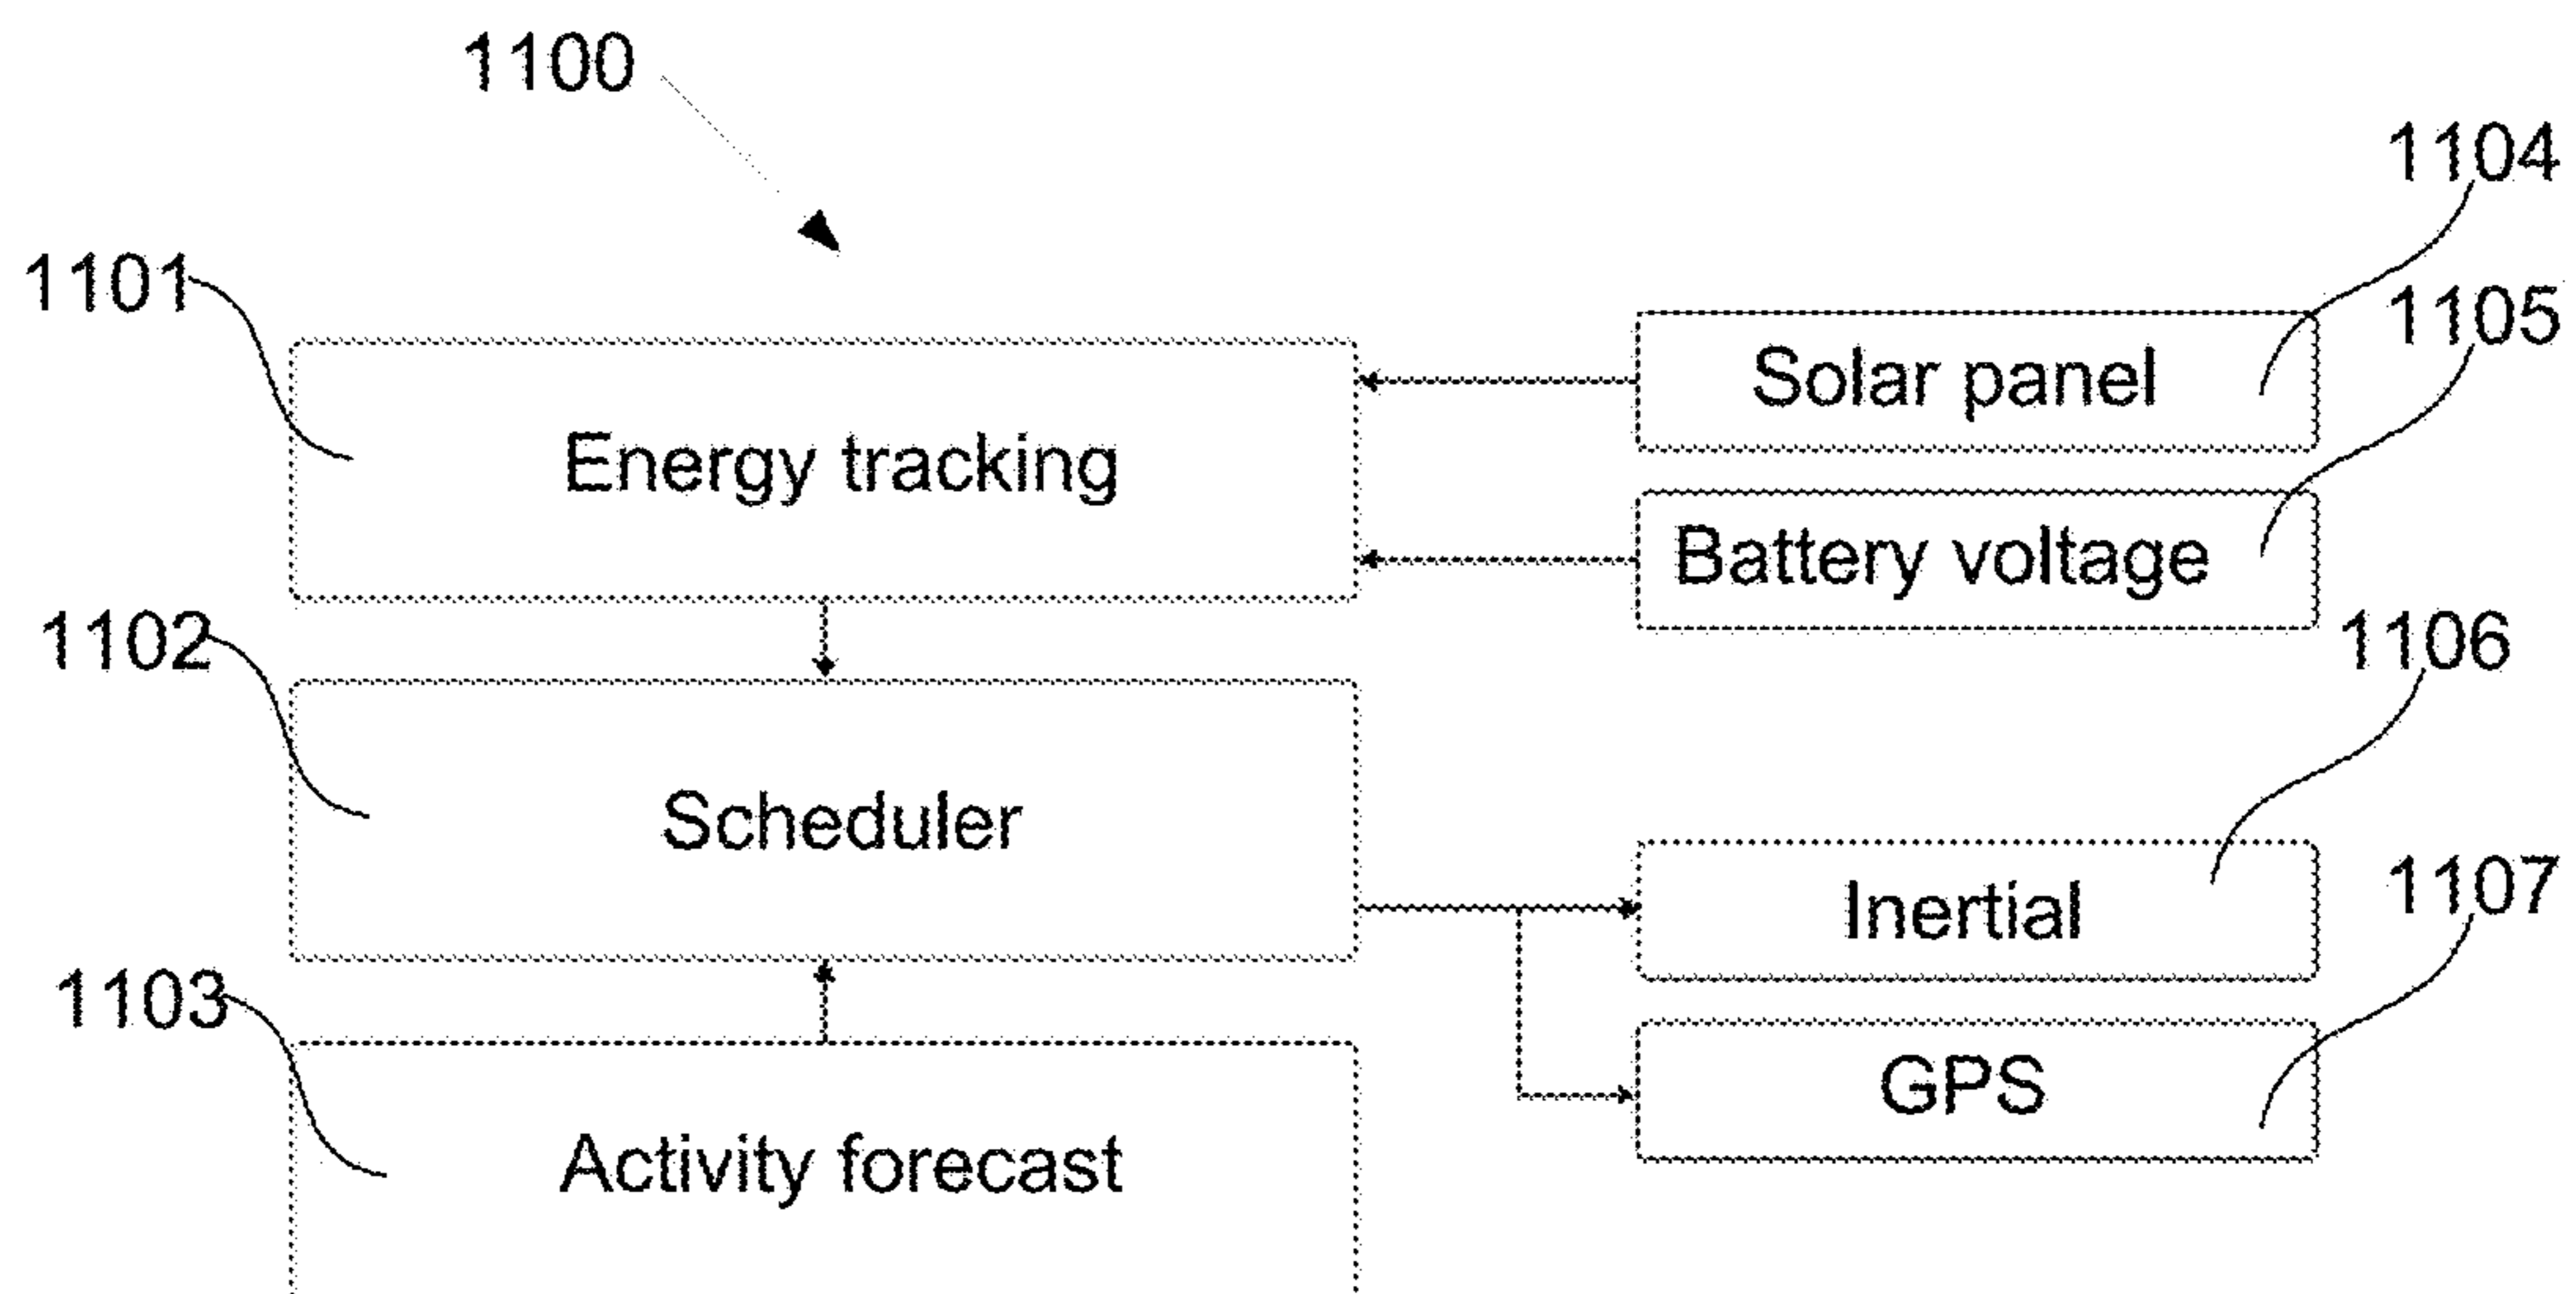 1100
1104
1101
1105
Solar panel
Energy tracking
Battery voltage
1102
1106
Scheduler
1107
Inertial
1103
GPS
Activity forecast